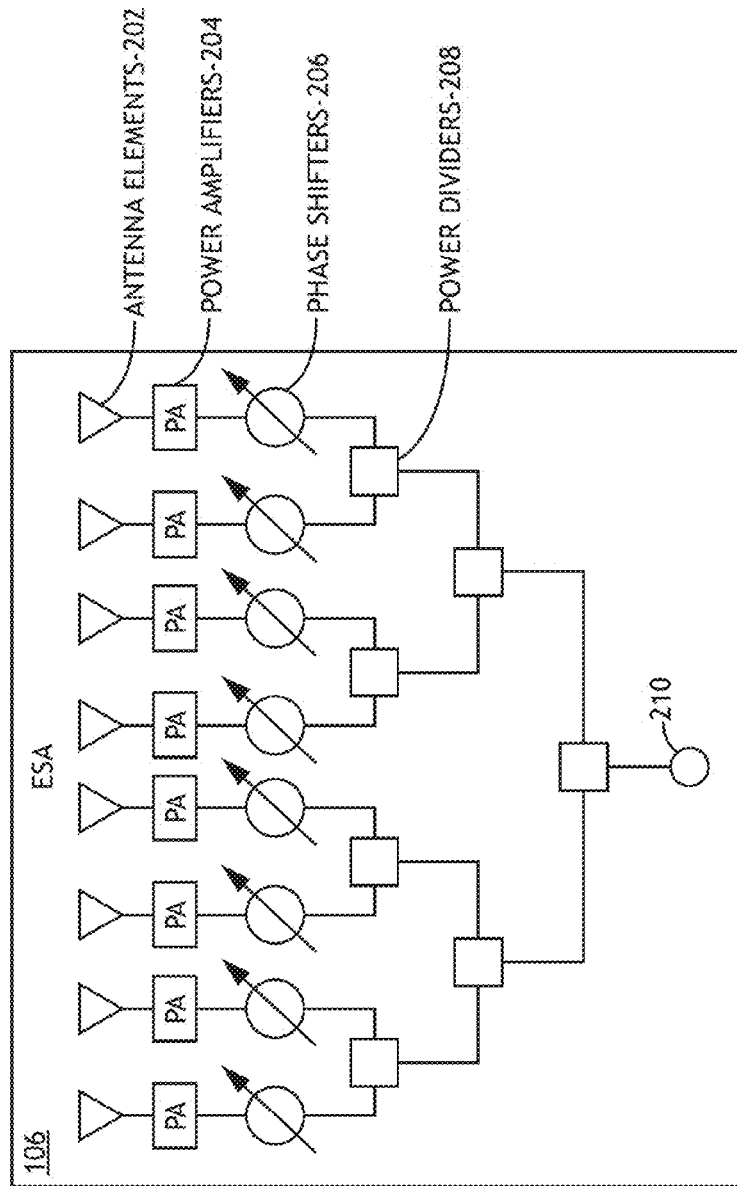 106
ESA
PA
PA
PA
PA
PA
PA
PA
PA
ANTENNA ELEMENTS-202
POWER AMPLIFIERS-204
PHASE SHIFTERS-206
POWER DIVIDERS-208
210